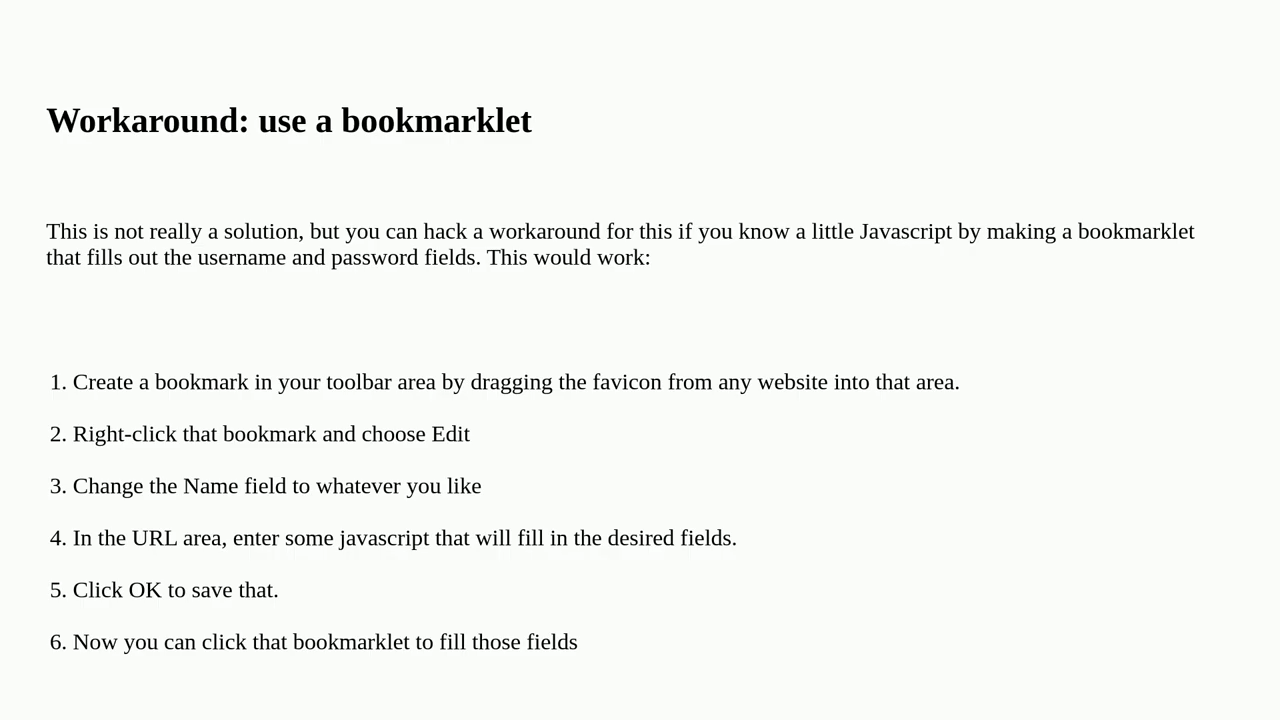 Workaround: use a bookmarklet
This is not really a solution, but you can hack a workaround for this if you know a little Javascript by making a bookmarklet
that fills out the username and password fields. This would work:
1. Create a bookmark in your toolbar area by dragging the favicon from any website into that area.
2. Right-click that bookmark and choose Edit
3. Change the Name field to whatever you like
4. In the URL area, enter some javascript that will fill in the desired fields.
5. Click OK to save that.
6. Now you can click that bookmarklet to fill those fields